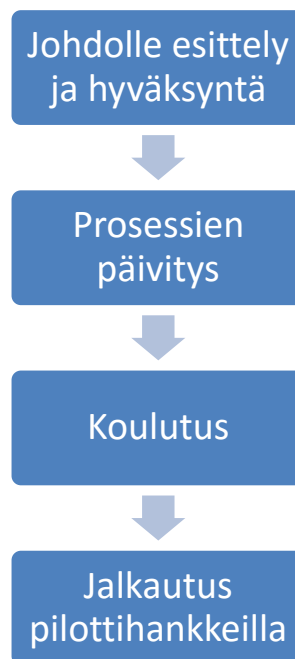 Johdolle esittely
ja hyväksyntä
Prosessien
päivitys
Koulutus
Jalkautus
pilottihankkeilla